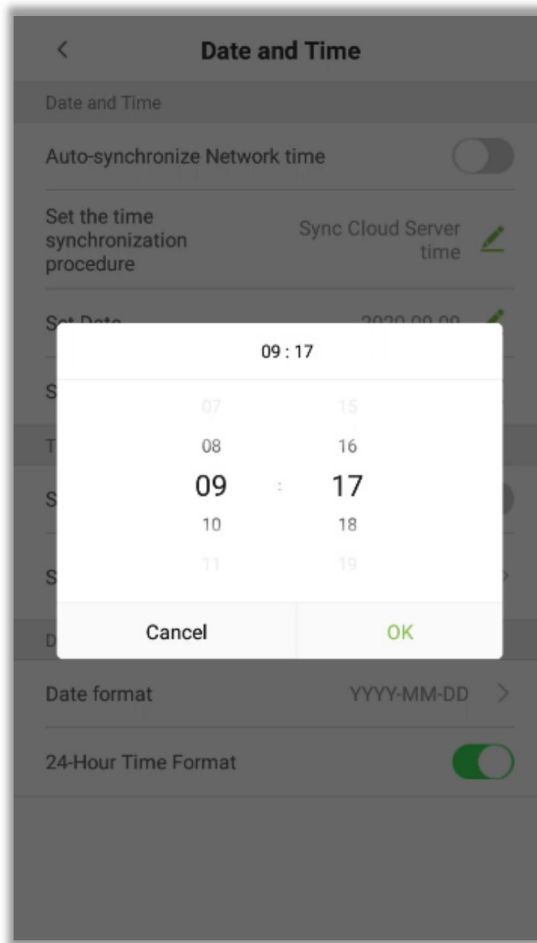 Date and Time
Date and Time
Auto-synchronize Network time
Set the time
synchronization
procedure
Sync Cloud Server
time
Set Date
2020-09-09
S
09 : 17
07 15
08 16
09 : 17
10 18
11 19
Cancel OK
T
S
S
D
Date format YYYY-MM-DD
24-Hour Time Format